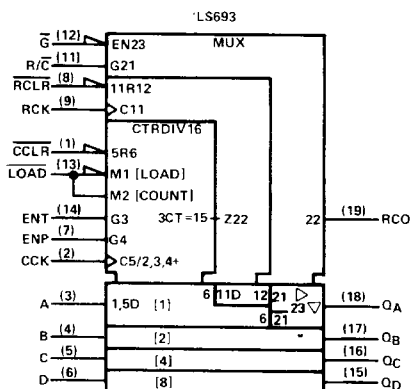 'LS693
MUX
G (12) EN23
R/C (11) G21
RCLR (8) 11R12
RCK (9) C11
CTRDIV16
CCLR (1) 5R6
LOAD (13) M1 [LOAD]
M2 [COUNT]
ENT (14) G3 3CT=15 Z22 22 (19) RCO
ENP (7) G4
CCK (2) C5/2,3,4+
A (3) 1,5D [1] 6 11D 12 21 23 6 21 (18) QA
B (4) [2] (17) QB
C (5) [4] (16) QC
D (6) [8] (15) QD